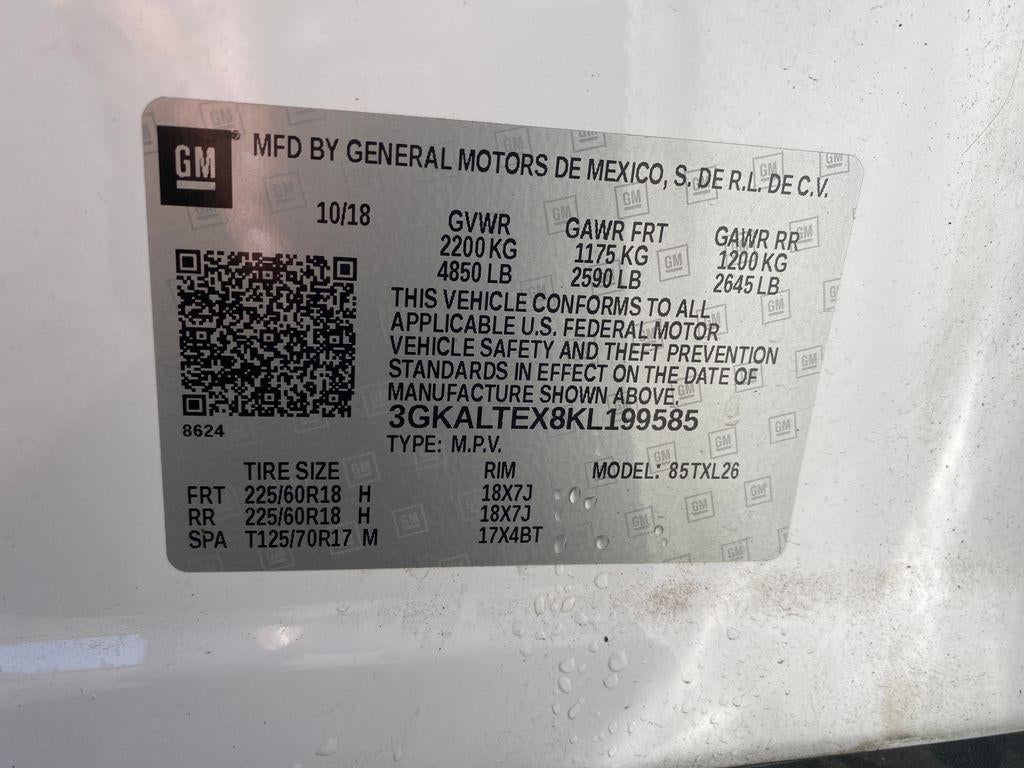 GM® MFD BY GENERAL MOTORS DE MEXICO, S. DE R.L. DE C.V.
10/18 GVWR GAWR FRT GAWR RR
2200 KG 1175 KG 1200 KG
4850 LB 2590 LB 2645 LB
THIS VEHICLE CONFORMS TO ALL
APPLICABLE U.S. FEDERAL MOTOR
VEHICLE SAFETY AND THEFT PREVENTION
STANDARDS IN EFFECT ON THE DATE OF
MANUFACTURE SHOWN ABOVE.
3GKALTEX8KL199585
8624
TYPE: M.P.V.
TIRE SIZE RIM MODEL: 85TXL26
FRT 225/60R18 H 18X7J
RR 225/60R18 H 18X7J
SPA T125/70R17 M 17X4BT